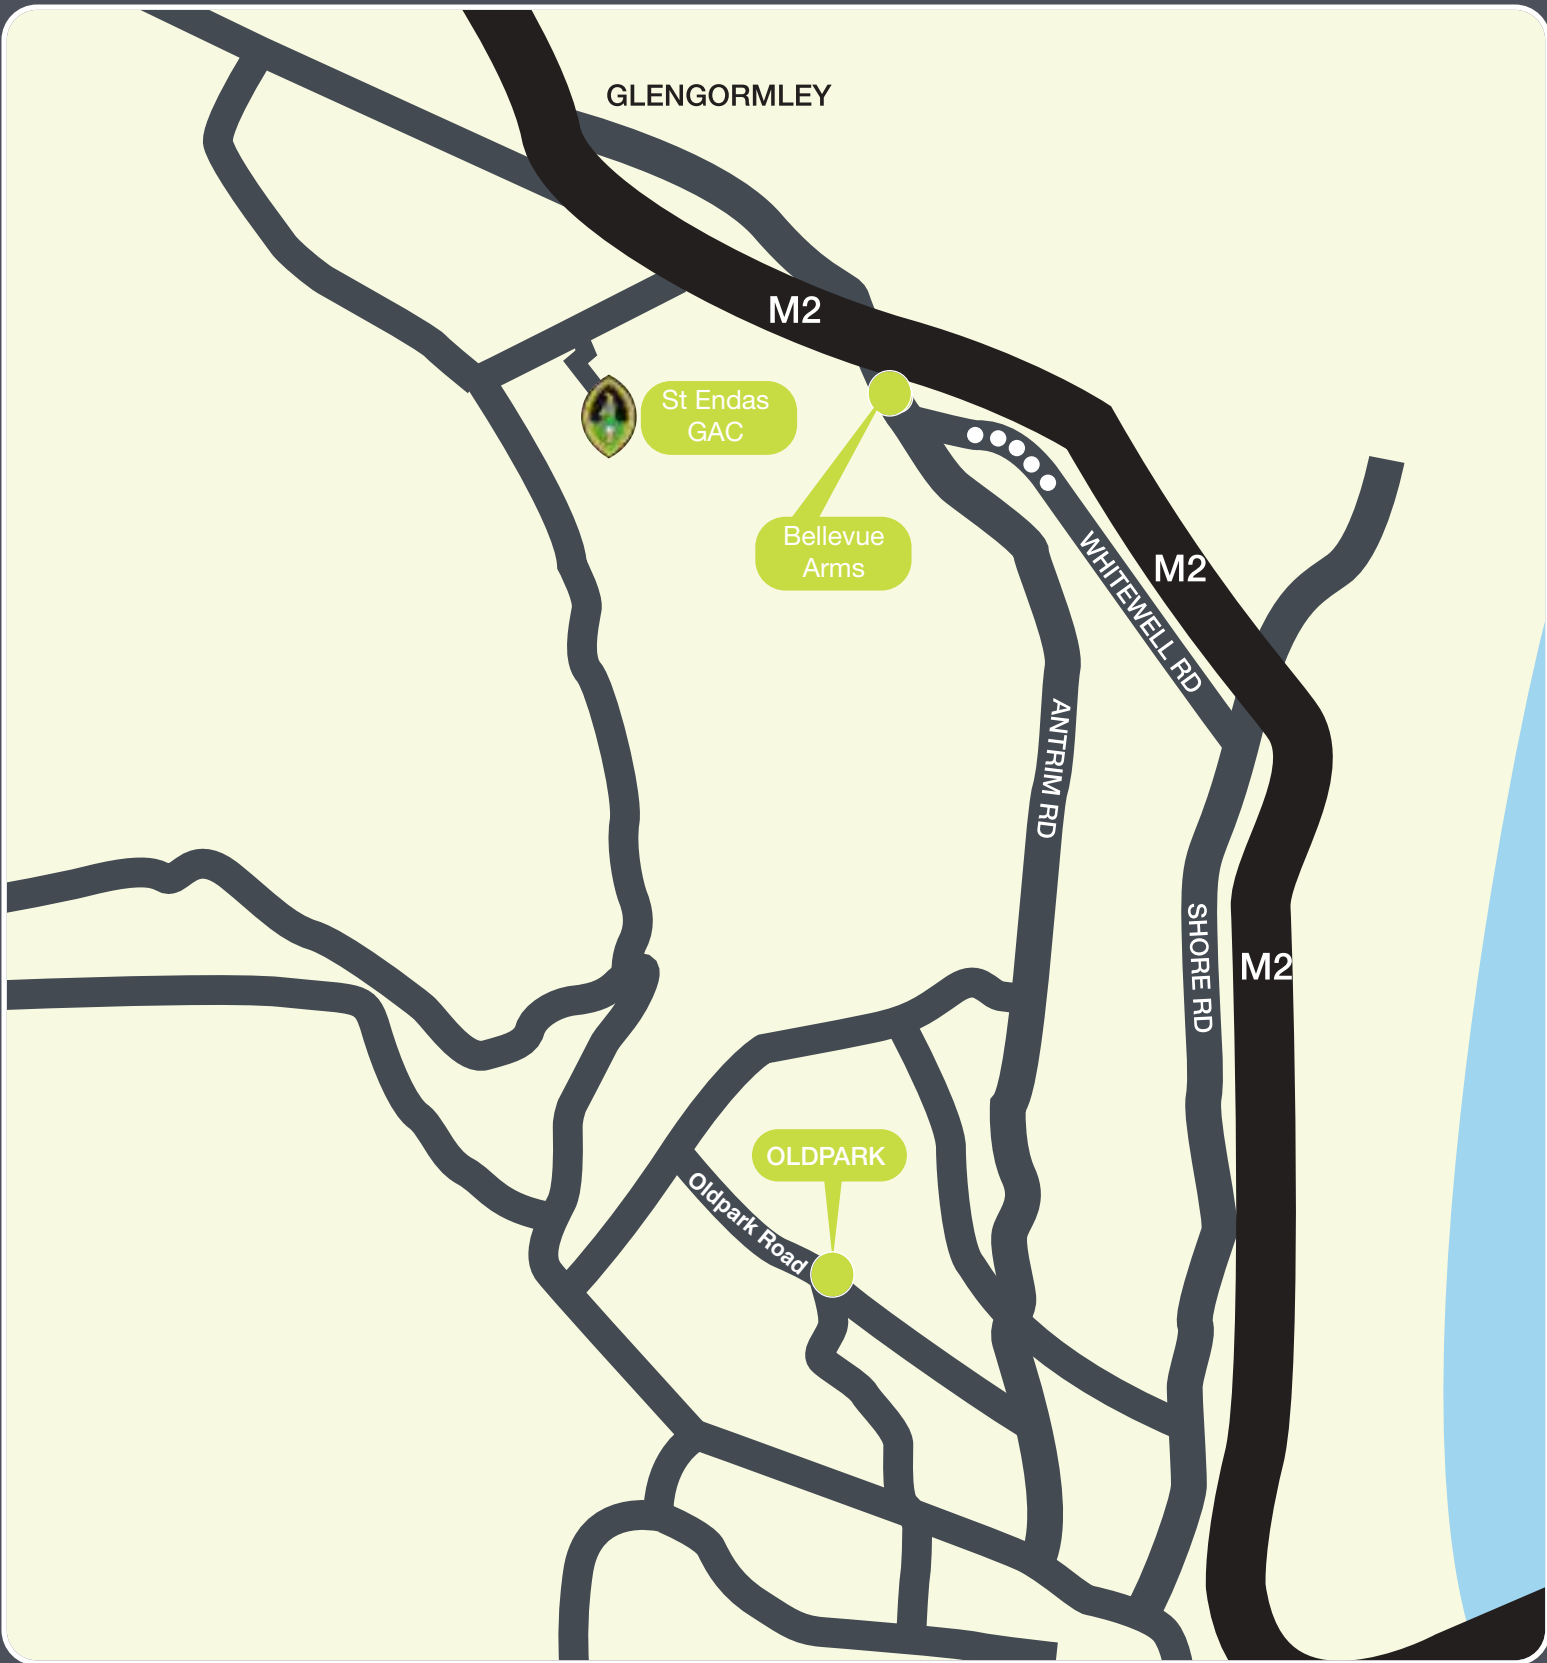 GLENGORMLEY
M2
St Endas
GAC
Bellevue
Arms
WHITEWELL RD
M2
ANTRIM RD
SHORE RD
M2
OLDPARK
Oldpark Road